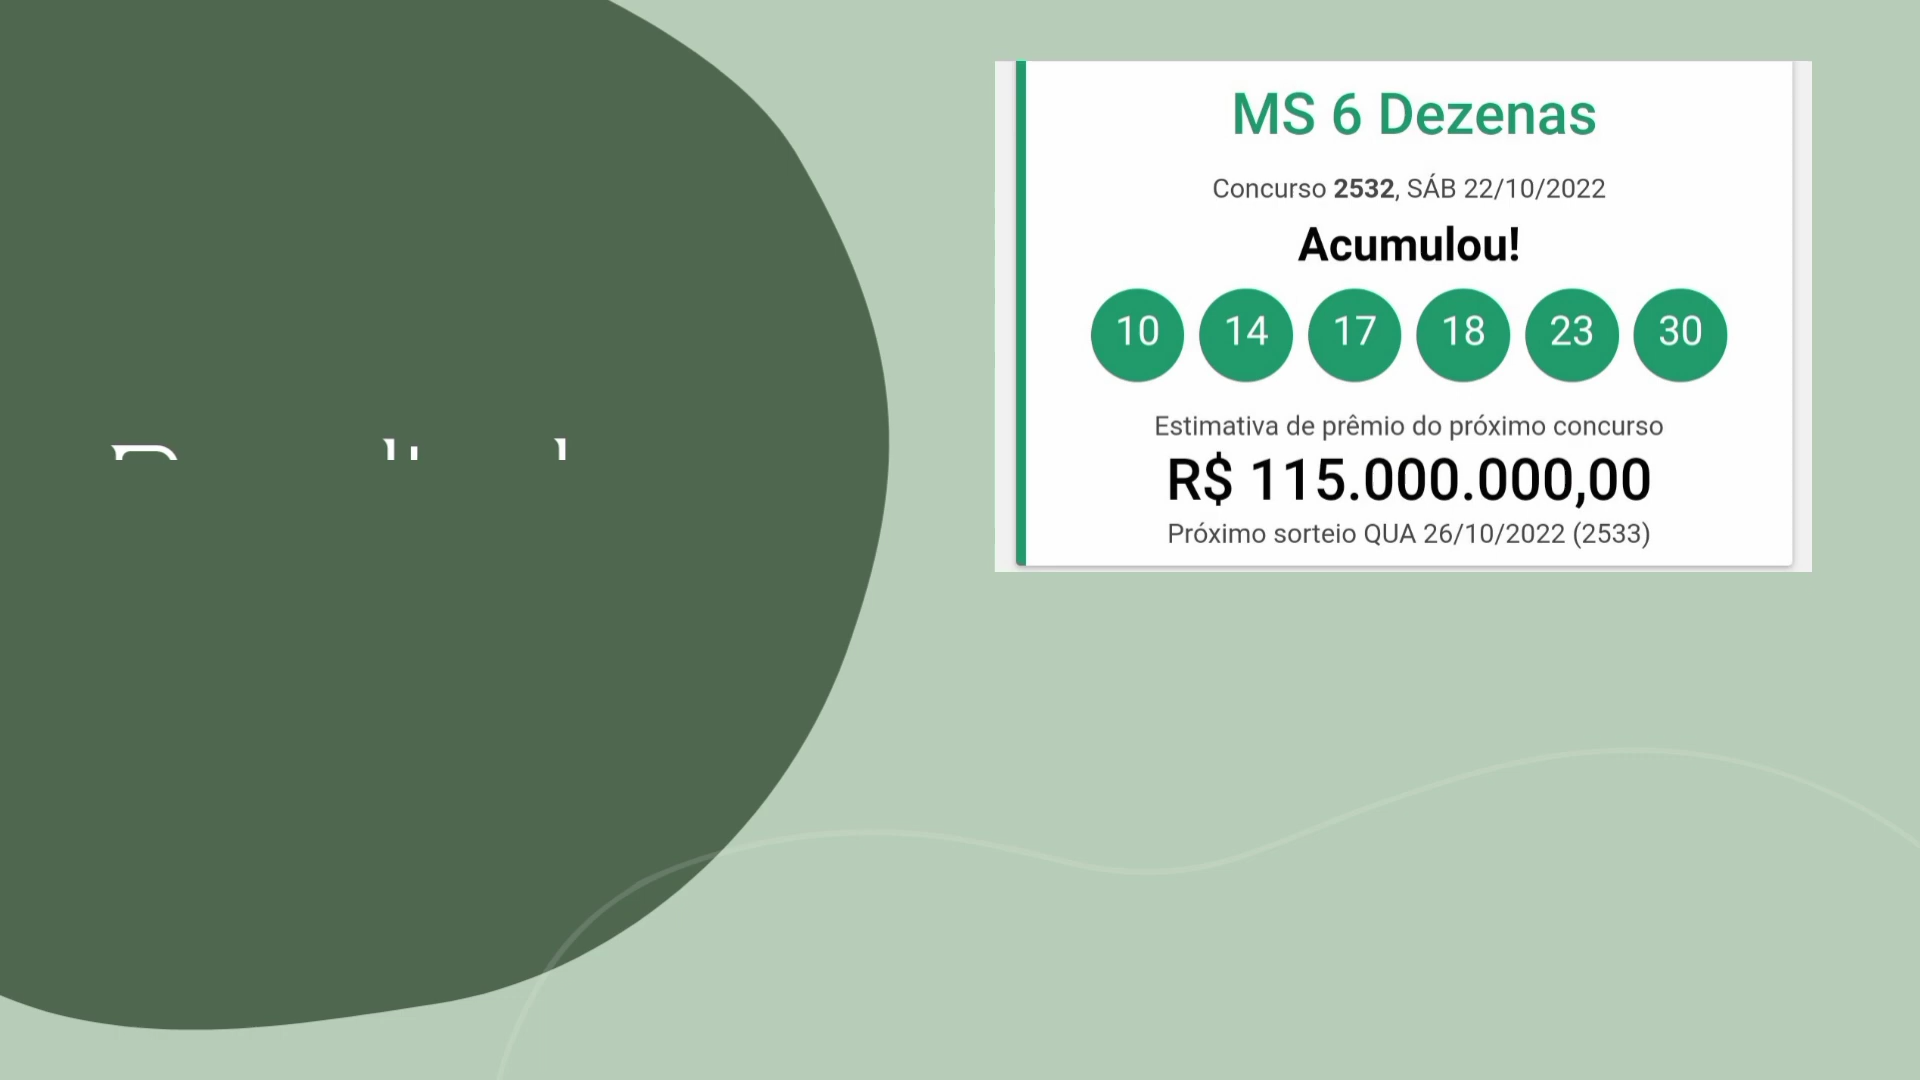 MS 6 Dezenas
Concurso 2532, SÁB 22/10/2022
Acumulou!
10 14 17 18 23 30
Estimativa de prêmio do próximo concurso
R$ 115.000.000,00
Próximo sorteio QUA 26/10/2022 (2533)